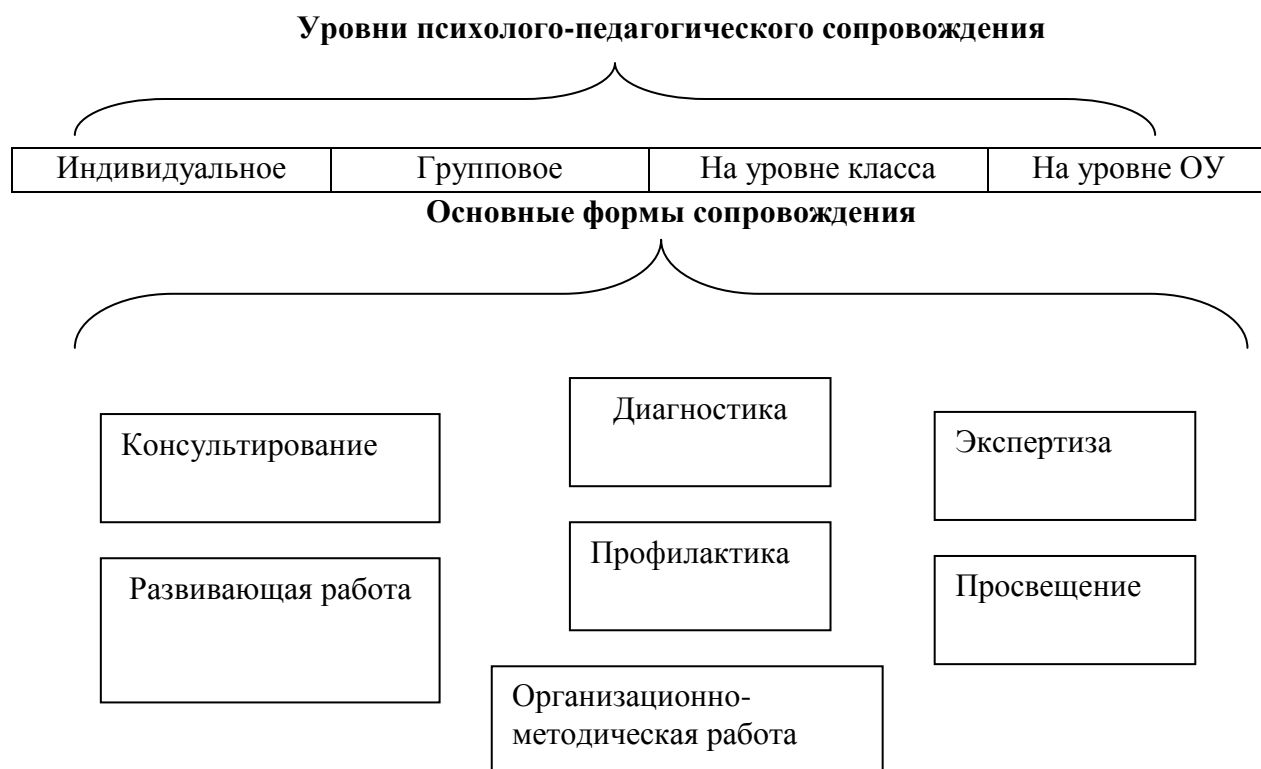 Уровни психолого-педагогического сопровождения
Индивидуальное Групповое На уровне класса На уровне ОУ
Основные формы сопровождения
Диагностика
Консультирование
Экспертиза
Профилактика
Развивающая работа
Просвещение
Организационно-
методическая работа